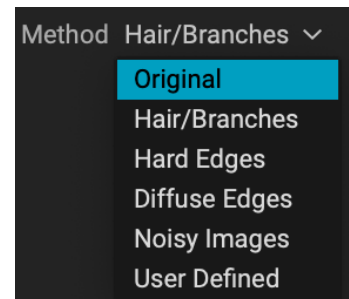 Method Hair/Branches
Original
Hair/Branches
Hard Edges
Diffuse Edges
Noisy Images
User Defined